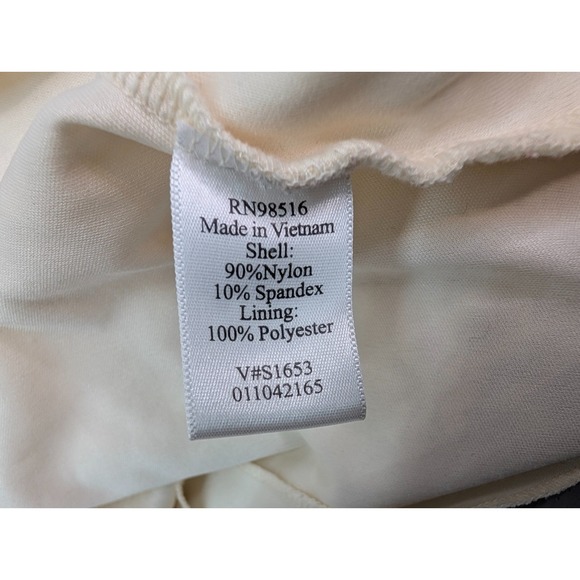 RN98516
Made in Vietnam
Shell:
90%Nylon
10% Spandex
Lining:
100% Polyester
V#S1653
011042165